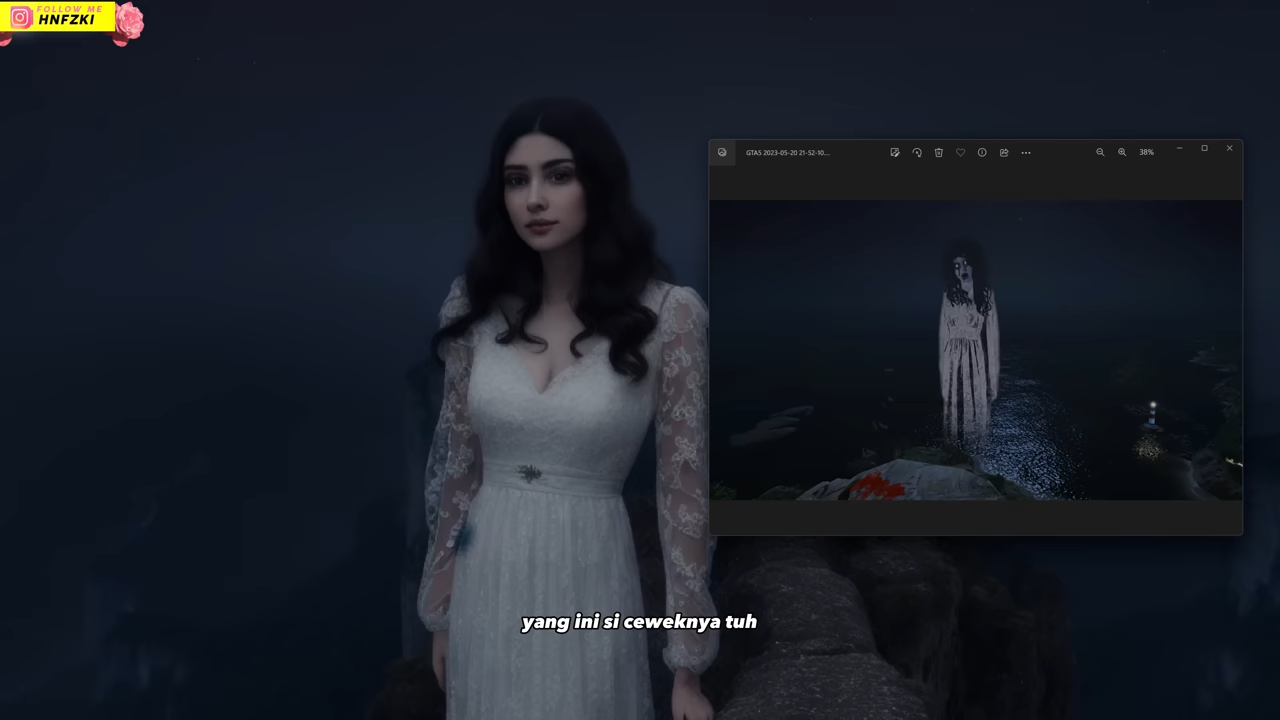 FOLLOW ME
HNFZKI
GTA5 2023-05-20 21-52-10...
38%
yang ini si ceweknya tuh